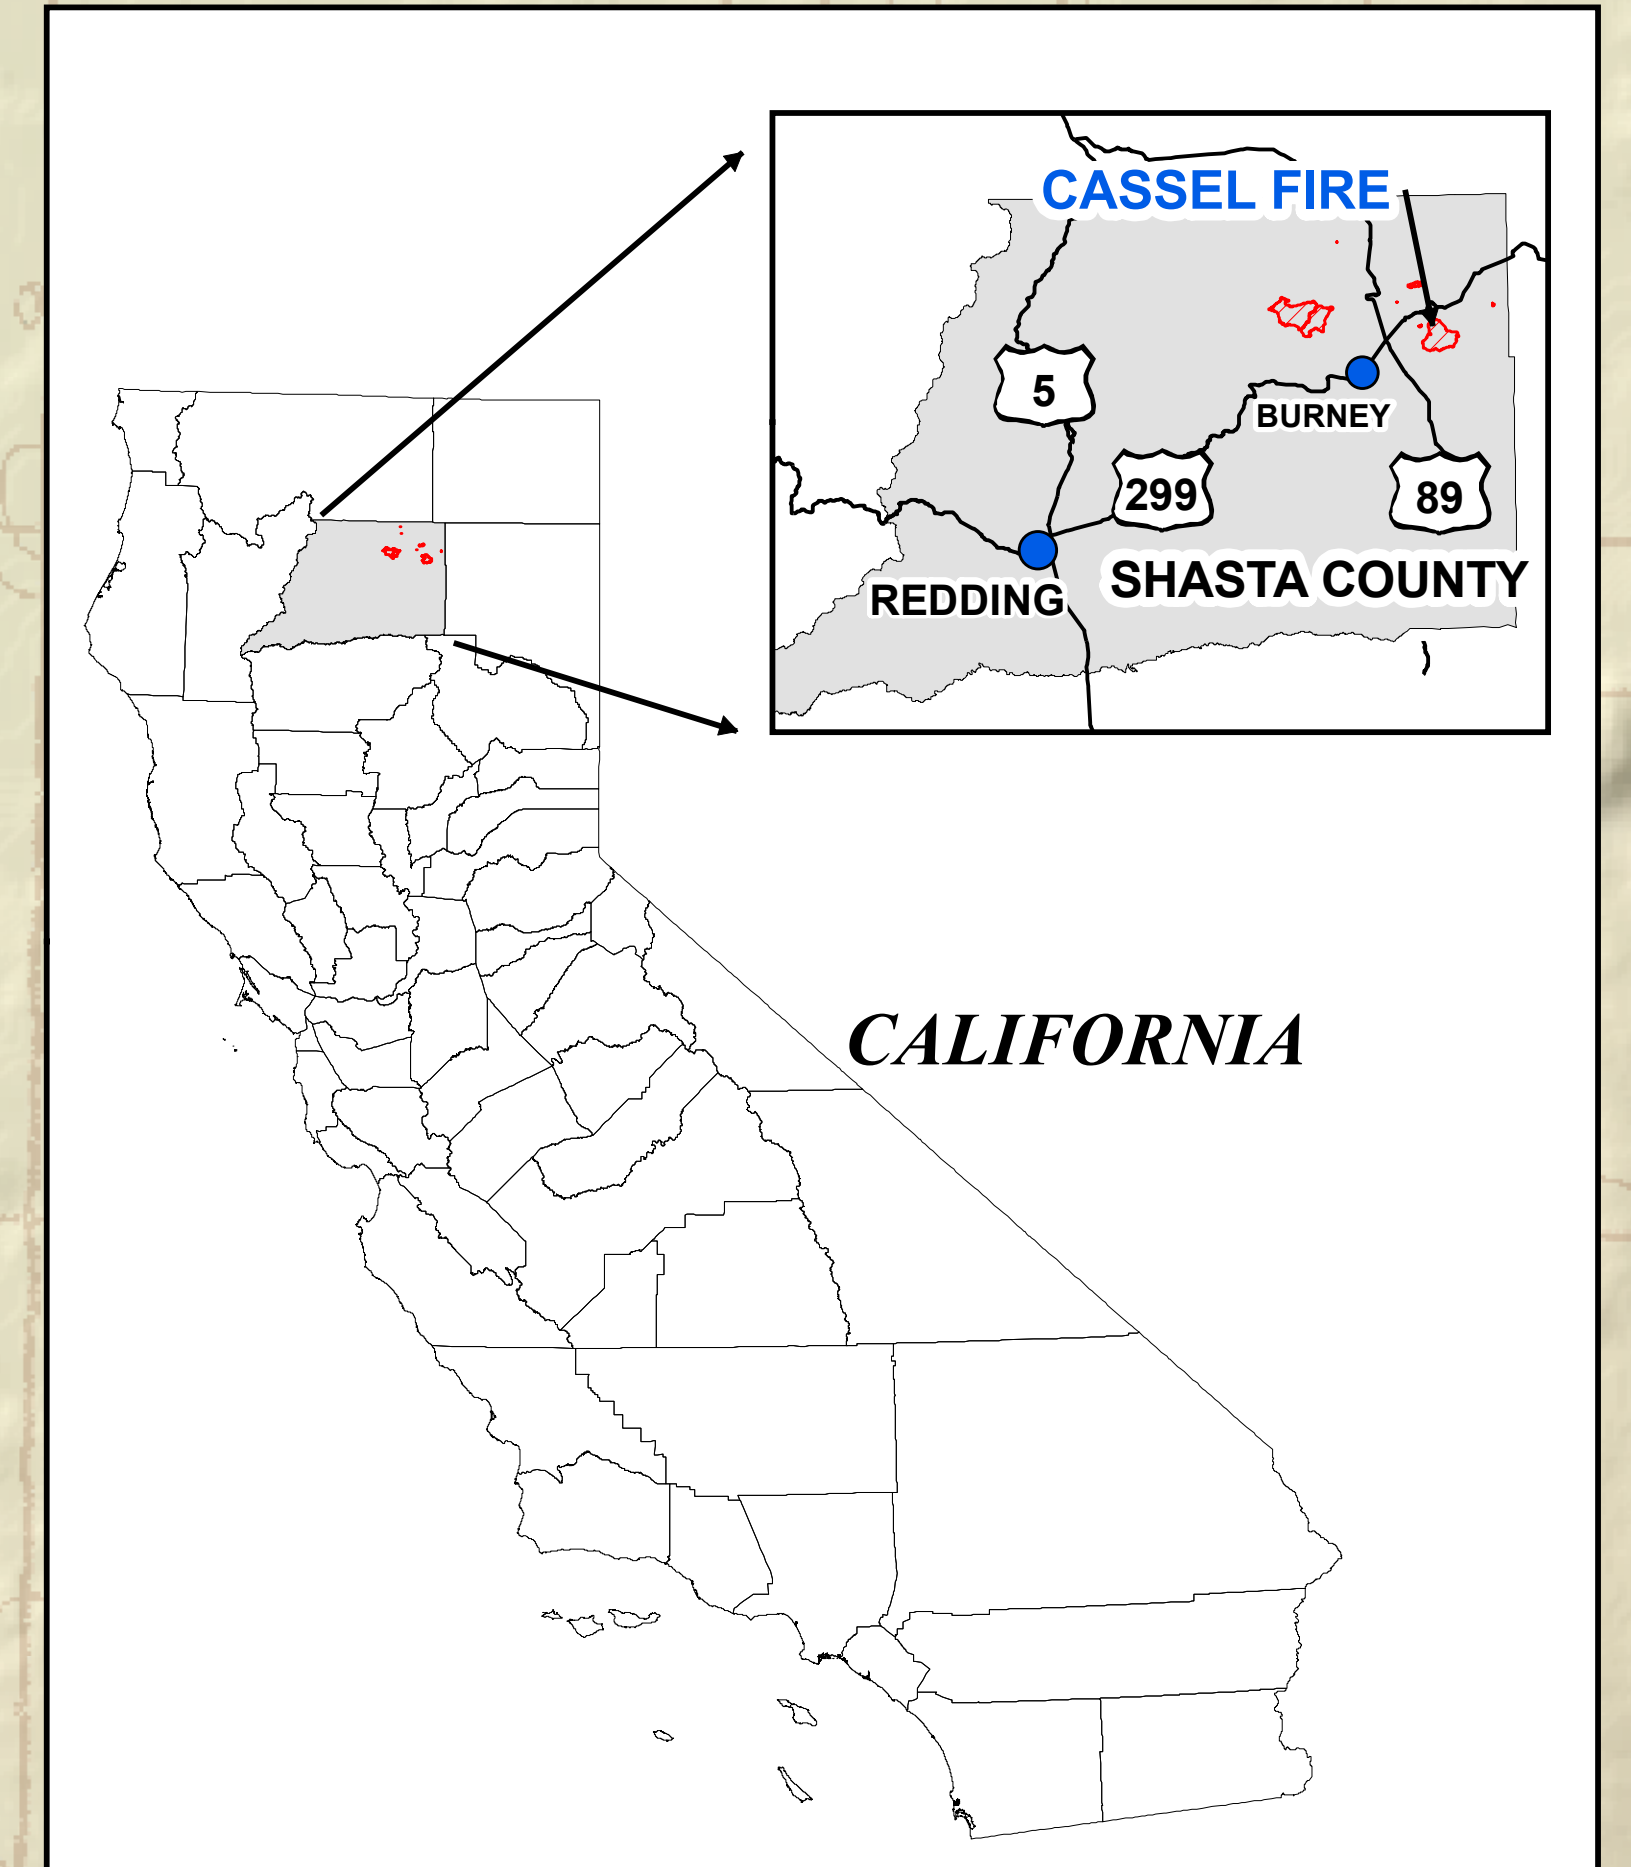 CASSEL FIRE
5
BURNEY
299
89
SHASTA COUNTY
REDDING
CALIFORNIA